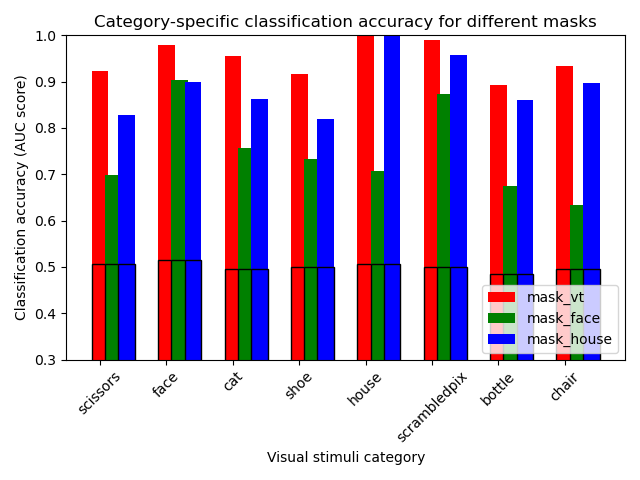 Category-specific classification accuracy for different masks
Classification accuracy (AUC score)
1.0
0.9
0.8
0.7
0.6
0.5
0.4
0.3
mask_vt
mask_face
mask_house
scissors
face
cat
shoe
house
scrambledpix
bottle
chair
Visual stimuli category